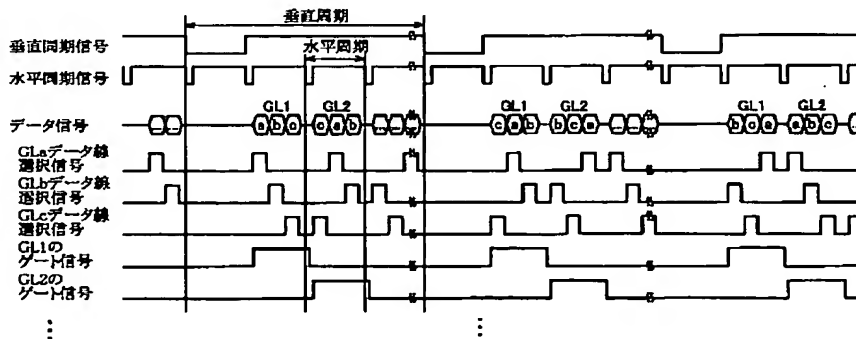 垂直周期
垂直同期信号
水平周期
水平同期信号
GL1 GL2 GL1 GL2 GL1 GL2
データ信号 a b c c a b c a b b c a b c a a b c
GLaデータ線
選択信号
GLbデータ線
選択信号
GLcデータ線
選択信号
GL1の
ゲート信号
GL2の
ゲート信号